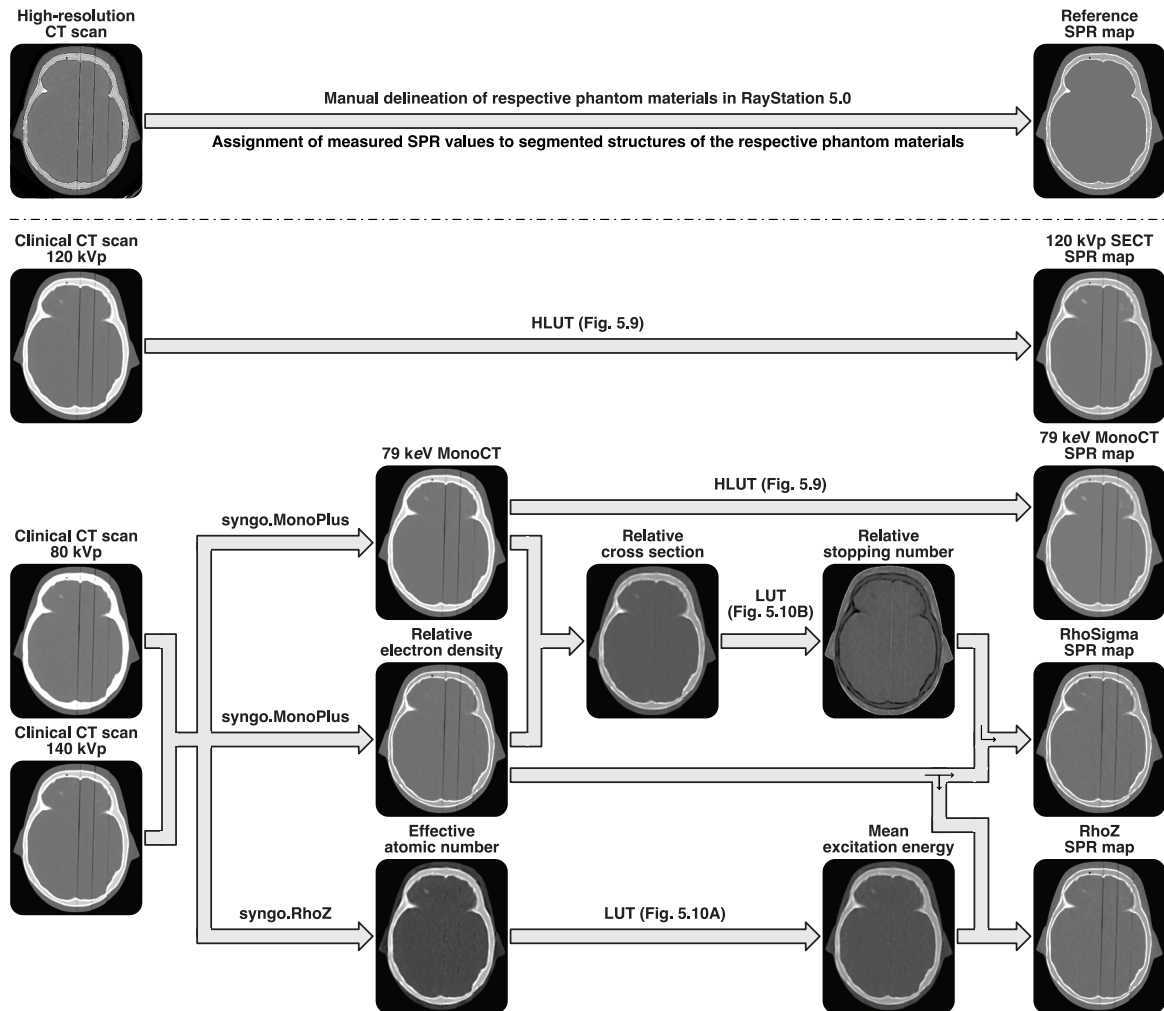 High-resolution
CT scan
Reference
SPR map
Manual delineation of respective phantom materials in RayStation 5.0
Assignment of measured SPR values to segmented structures of the respective phantom materials
Clinical CT scan
120 kVp
120 kVp SECT
SPR map
HLUT (Fig. 5.9)
79 keV MonoCT
79 keV MonoCT
SPR map
HLUT (Fig. 5.9)
syngo.MonoPlus
Clinical CT scan
80 kVp
Relative
cross section
Relative
stopping number
LUT
(Fig. 5.10B)
Relative
electron density
RhoSigma
SPR map
syngo.MonoPlus
Clinical CT scan
140 kVp
Effective
atomic number
Mean
excitation energy
RhoZ
SPR map
syngo.RhoZ
LUT (Fig. 5.10A)